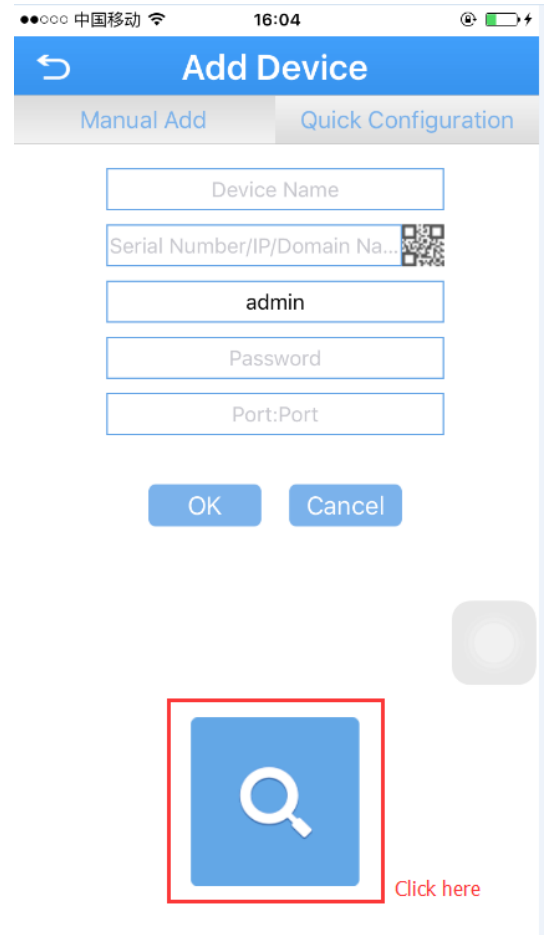 中国移动 16:04
Add Device
Manual Add Quick Configuration
Device Name
Serial Number/IP/Domain Na...
admin
Password
Port:Port
OK Cancel
Click here